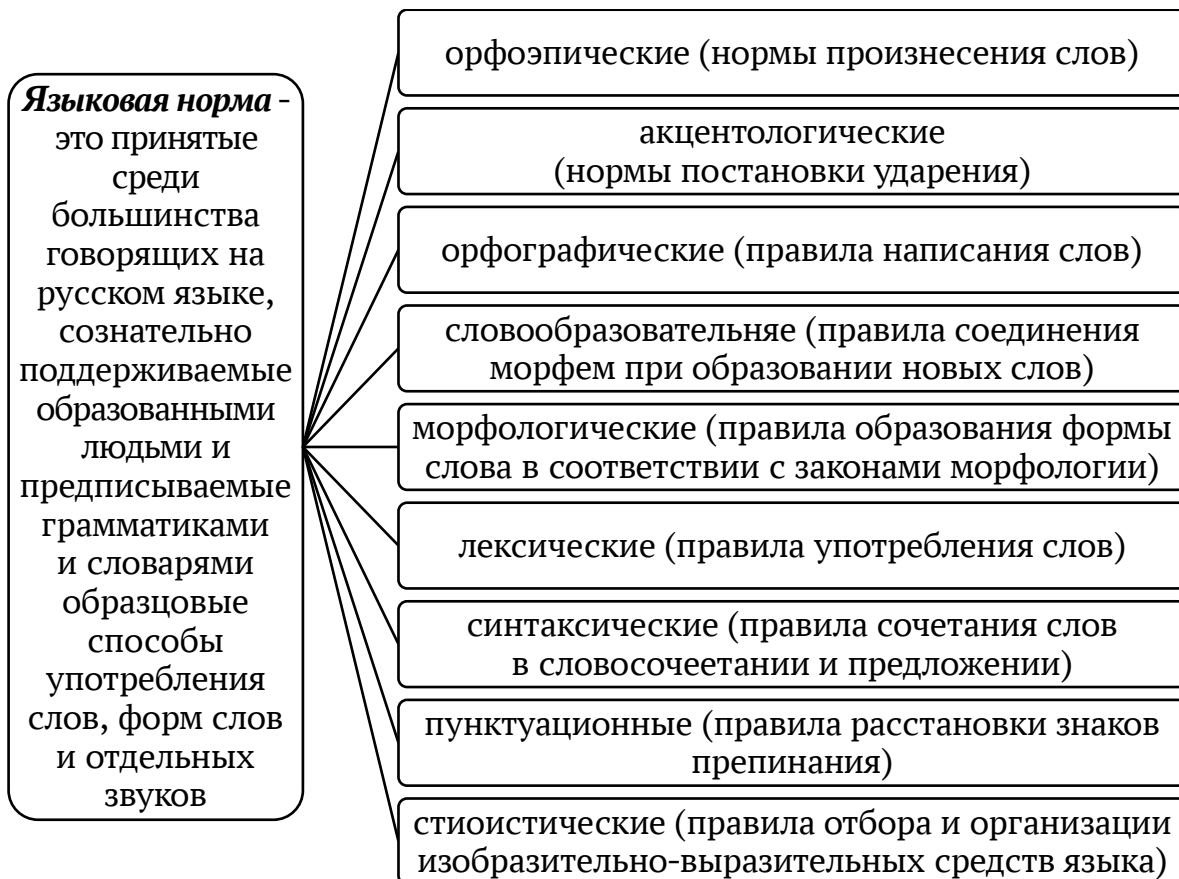 Языковая норма -
это принятые
среди
большинства
говорящих на
русском языке,
сознательно
поддерживаемые
образованными
людьми и
предписываемые
грамматиками
и словарями
образцовые
способы
употребления
слов, форм слов
и отдельных
звуков
орфоэпические (нормы произнесения слов)
акцентологические
(нормы постановки ударения)
орфографические (правила написания слов)
словообразовательняе (правила соединения
морфем при образовании новых слов)
морфологические (правила образования формы
слова в соответствии с законами морфологии)
лексические (правила употребления слов)
синтаксические (правила сочетания слов
в словосочеетании и предложении)
пунктуационные (правила расстановки знаков
препинания)
стиоистические (правила отбора и организации
изобразительно-выразительных средств языка)